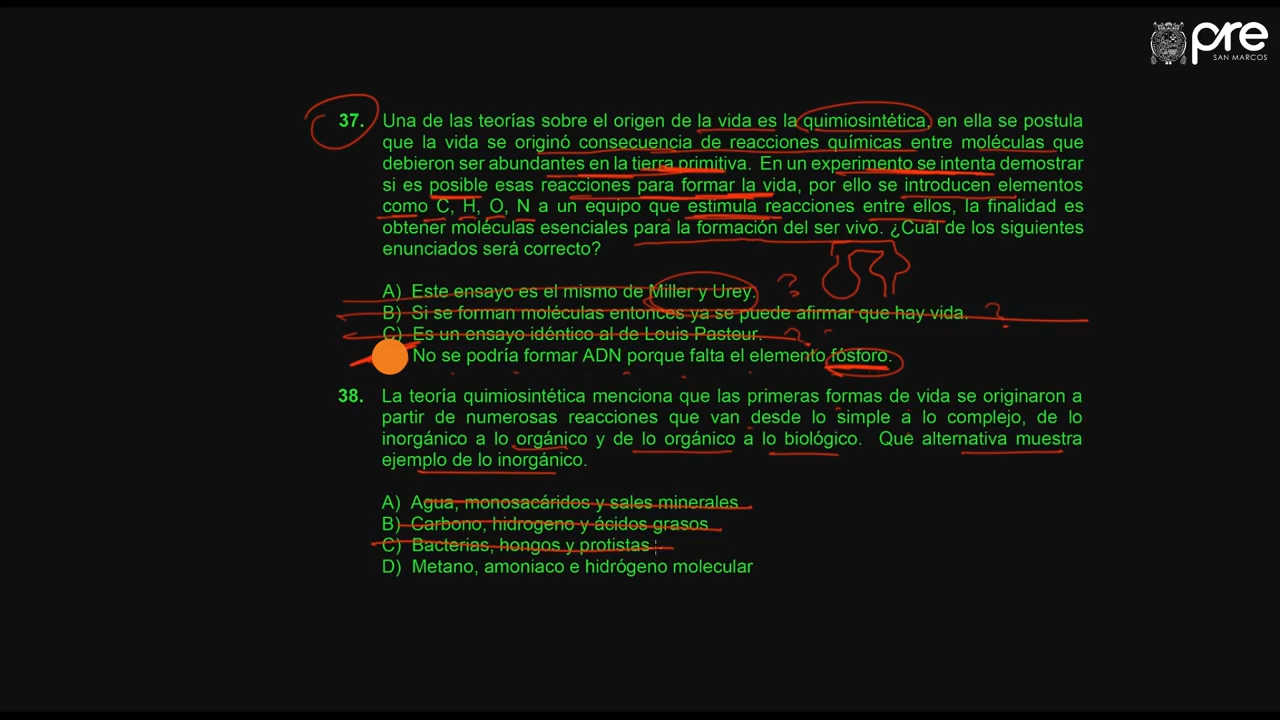 pre
SAN MARCOS
37. Una de las teorías sobre el origen de la vida es la quimiosintética, en ella se postula
que la vida se originó consecuencia de reacciones químicas entre moléculas que
debieron ser abundantes en la tierra primitiva. En un experimento se intenta demostrar
si es posible esas reacciones para formar la vida, por ello se introducen elementos
como C, H, O, N a un equipo que estimula reacciones entre ellos, la finalidad es
obtener moléculas esenciales para la formación del ser vivo. ¿Cuál de los siguientes
enunciados será correcto?
A) Este ensayo es el mismo de Miller y Urey.
B) Si se forman moléculas entonces ya se puede afirmar que hay vida.
C) Es un ensayo idéntico al de Louis Pasteur.
No se podría formar ADN porque falta el elemento fósforo.
38. La teoría quimiosintética menciona que las primeras formas de vida se originaron a
partir de numerosas reacciones que van desde lo simple a lo complejo, de lo
inorgánico a lo orgánico y de lo orgánico a lo biológico. Que alternativa muestra
ejemplo de lo inorgánico.
A) Agua, monosacáridos y sales minerales
B) Carbono, hidrogeno y ácidos grasos
C) Bacterias, hongos y protistas
D) Metano, amoniaco e hidrógeno molecular